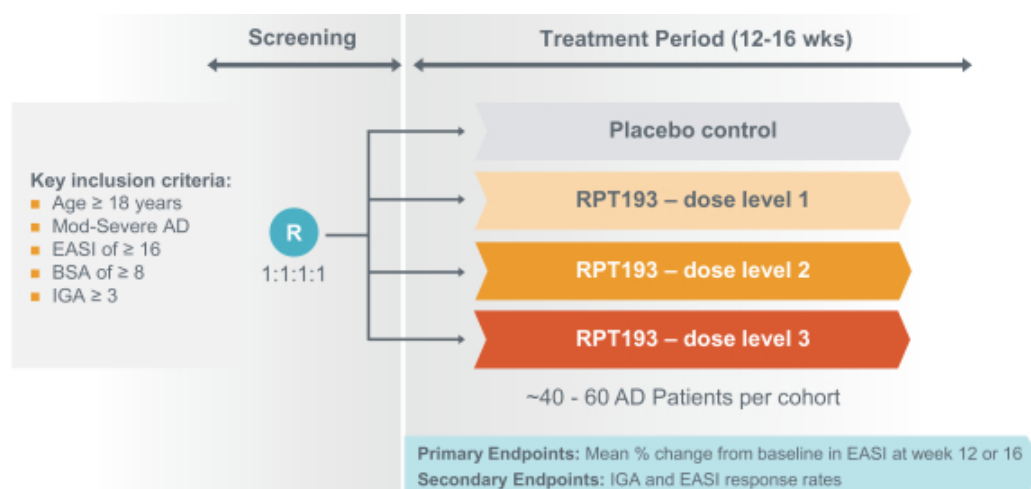 Screening
Treatment Period (12-16 wks)
Key inclusion criteria:
Age ≥ 18 years
Mod-Severe AD
EASI of ≥ 16
BSA of ≥ 8
IGA ≥ 3
R
1:1:1:1
Placebo control
RPT193 – dose level 1
RPT193 – dose level 2
RPT193 – dose level 3
~40 - 60 AD Patients per cohort
Primary Endpoints: Mean % change from baseline in EASI at week 12 or 16
Secondary Endpoints: IGA and EASI response rates